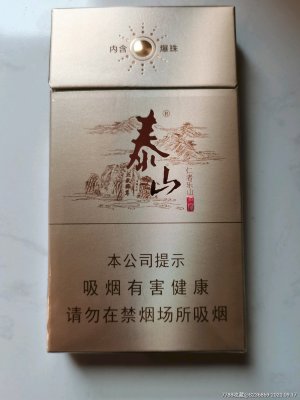 内含 爆珠
泰山®
仁者乐山
本公司提示
吸烟有害健康
请勿在禁烟场所吸烟